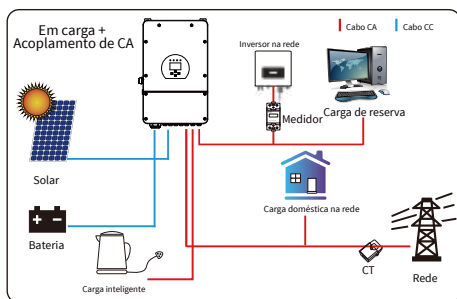 Em carga +
Acoplamento de CA
Cabo CA
Cabo CC
Inversor na rede
Medidor
Carga de reserva
Solar
Carga doméstica na rede
Bateria
CT
Rede
Carga inteligente